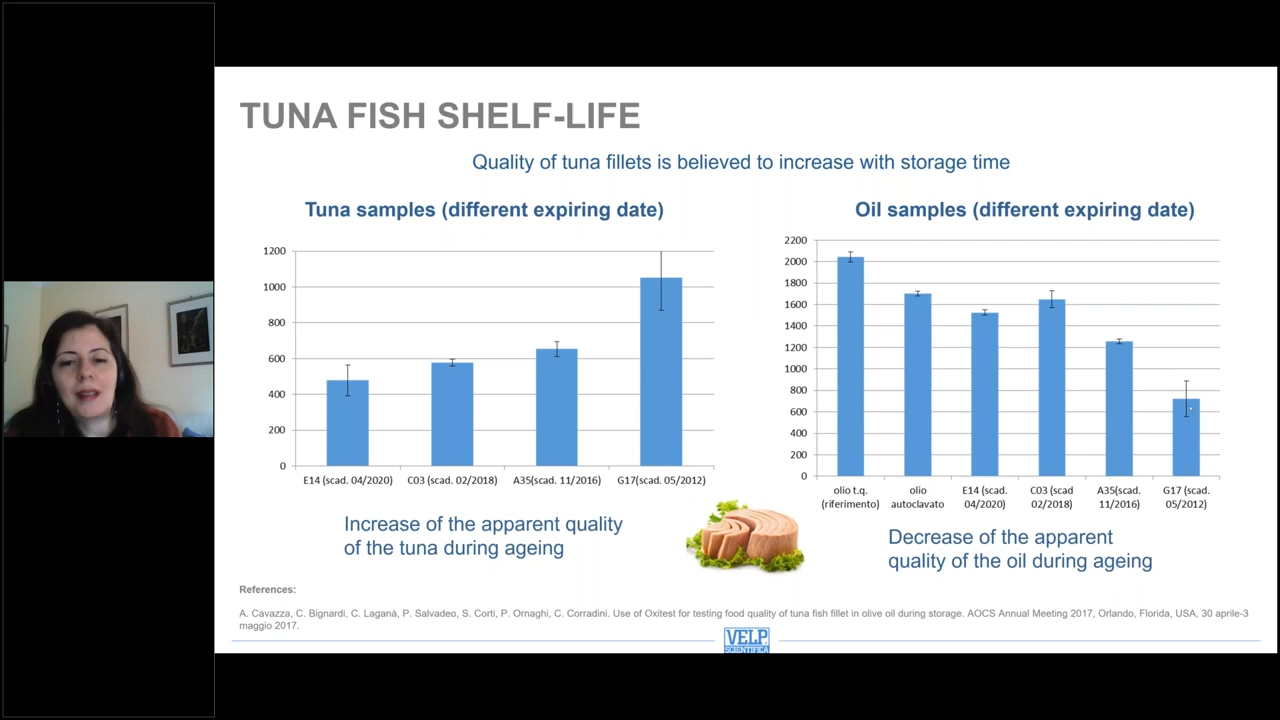 TUNA FISH SHELF-LIFE
Quality of tuna fillets is believed to increase with storage time
Tuna samples (different expiring date)
1200
1000
800
600
400
200
0
E14 (scad. 04/2020)
C03 (scad. 02/2018)
A35(scad. 11/2016)
G17(scad. 05/2012)
Increase of the apparent quality
of the tuna during ageing
Oil samples (different expiring date)
2200
2000
1800
1600
1400
1200
1000
800
600
400
200
0
olio t.q.
(riferimento)
olio
autoclavato
E14 (scad.
04/2020)
C03 (scad
02/2018)
A35(scad.
11/2016)
G17 (scad.
05/2012)
Decrease of the apparent
quality of the oil during ageing
References:
A. Cavazza, C. Bignardi, C. Laganà, P. Salvadeo, S. Corti, P. Ornaghi, C. Corradini. Use of Oxitest for testing food quality of tuna fish fillet in olive oil during storage. AOCS Annual Meeting 2017, Orlando, Florida, USA, 30 aprile-3
maggio 2017.
VELP
SCIENTIFICA